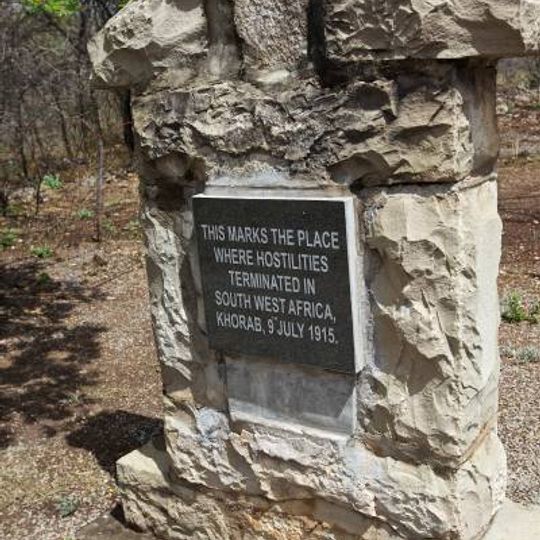 THIS MARKS THE PLACE
WHERE HOSTILITIES
TERMINATED IN
SOUTH WEST AFRICA,
KHORAB, 9TH JULY 1915.